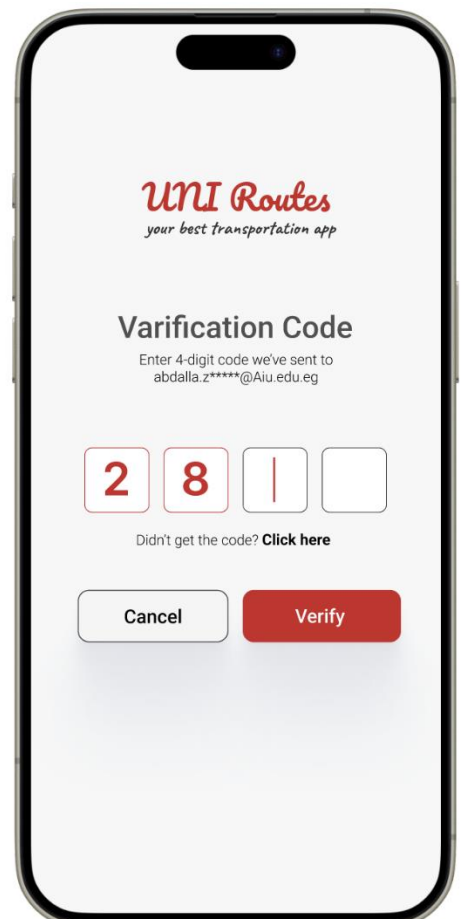 UNI Routes
your best transportation app
Varification Code
Enter 4-digit code we've sent to
abdalla.z*****@Aiu.edu.eg
2 8
Didn't get the code? Click here
Cancel Verify